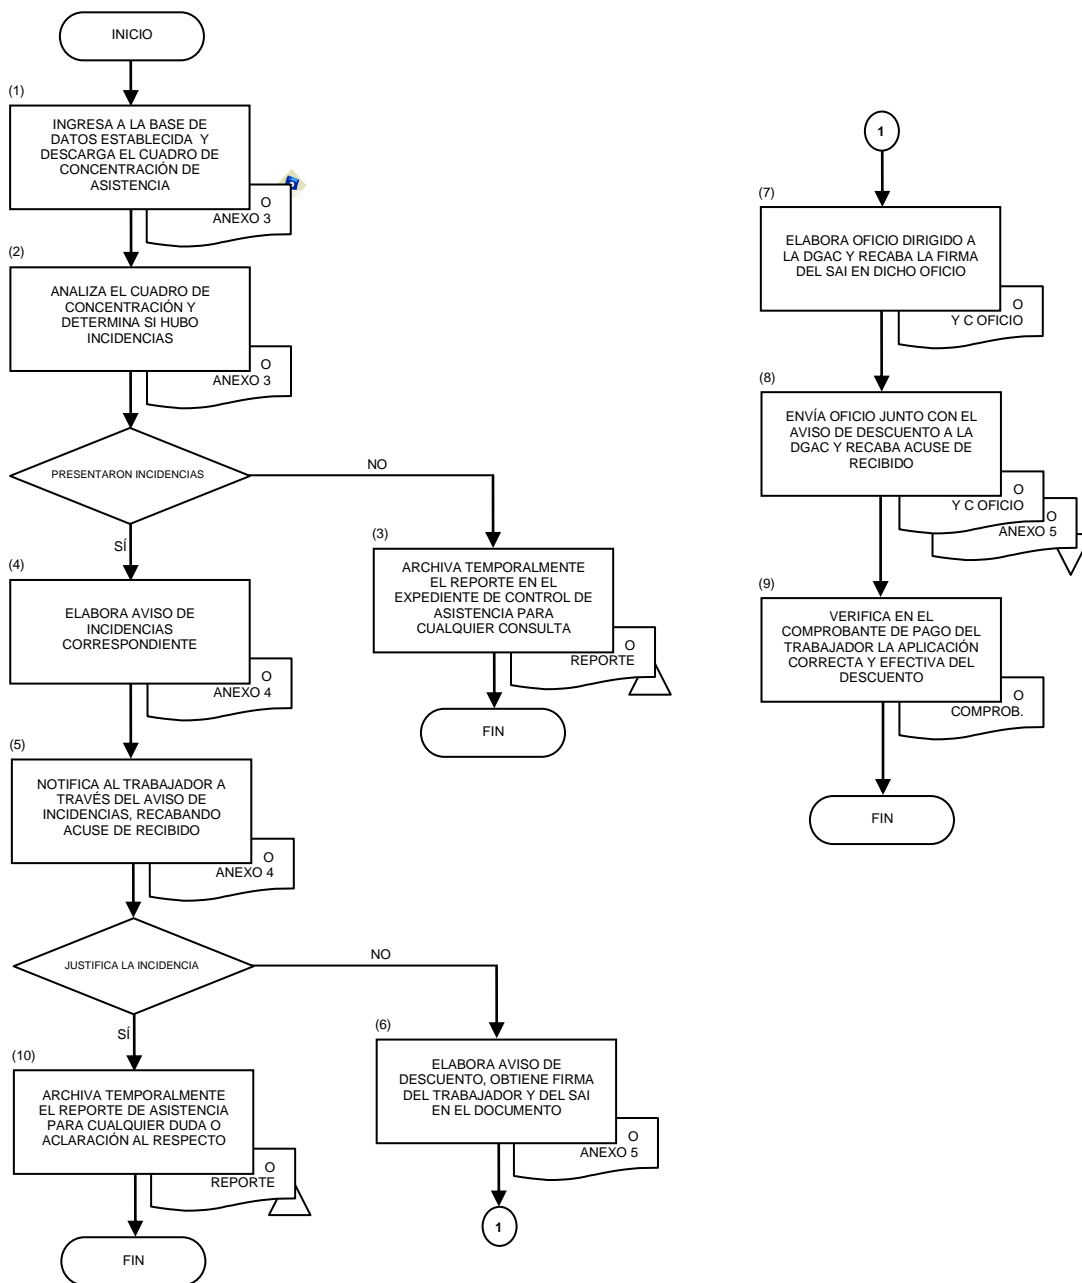 INICIO
(1)
INGRESA A LA BASE DE
DATOS ESTABLECIDA Y
DESCARGA EL CUADRO DE
CONCENTRACIÓN DE
ASISTENCIA
O
ANEXO 3
(2)
ANALIZA EL CUADRO DE
CONCENTRACIÓN Y
DETERMINA SI HUBO
INCIDENCIAS
O
ANEXO 3
PRESENTARON INCIDENCIAS
NO
SÍ
(3)
ARCHIVA TEMPORALMENTE
EL REPORTE EN EL
EXPEDIENTE DE CONTROL DE
ASISTENCIA PARA
CUALQUIER CONSULTA
O
REPORTE
FIN
(4)
ELABORA AVISO DE
INCIDENCIAS
CORRESPONDIENTE
O
ANEXO 4
(5)
NOTIFICA AL TRABAJADOR A
TRAVÉS DEL AVISO DE
INCIDENCIAS, RECABANDO
ACUSE DE RECIBIDO
O
ANEXO 4
JUSTIFICA LA INCIDENCIA
NO
SÍ
(10)
ARCHIVA TEMPORALMENTE
EL REPORTE DE ASISTENCIA
PARA CUALQUIER DUDA O
ACLARACIÓN AL RESPECTO
O
REPORTE
FIN
(6)
ELABORA AVISO DE
DESCUENTO, OBTIENE FIRMA
DEL TRABAJADOR Y DEL SAI
EN EL DOCUMENTO
O
ANEXO 5
1
1
(7)
ELABORA OFICIO DIRIGIDO A
LA DGAC Y RECABA LA FIRMA
DEL SAI EN DICHO OFICIO
O
Y C OFICIO
(8)
ENVÍA OFICIO JUNTO CON EL
AVISO DE DESCUENTO A LA
DGAC Y RECABA ACUSE DE
RECIBIDO
O
Y C OFICIO
O
ANEXO 5
(9)
VERIFICA EN EL
COMPROBANTE DE PAGO DEL
TRABAJADOR LA APLICACIÓN
CORRECTA Y EFECTIVA DEL
DESCUENTO
O
COMPROB.
FIN